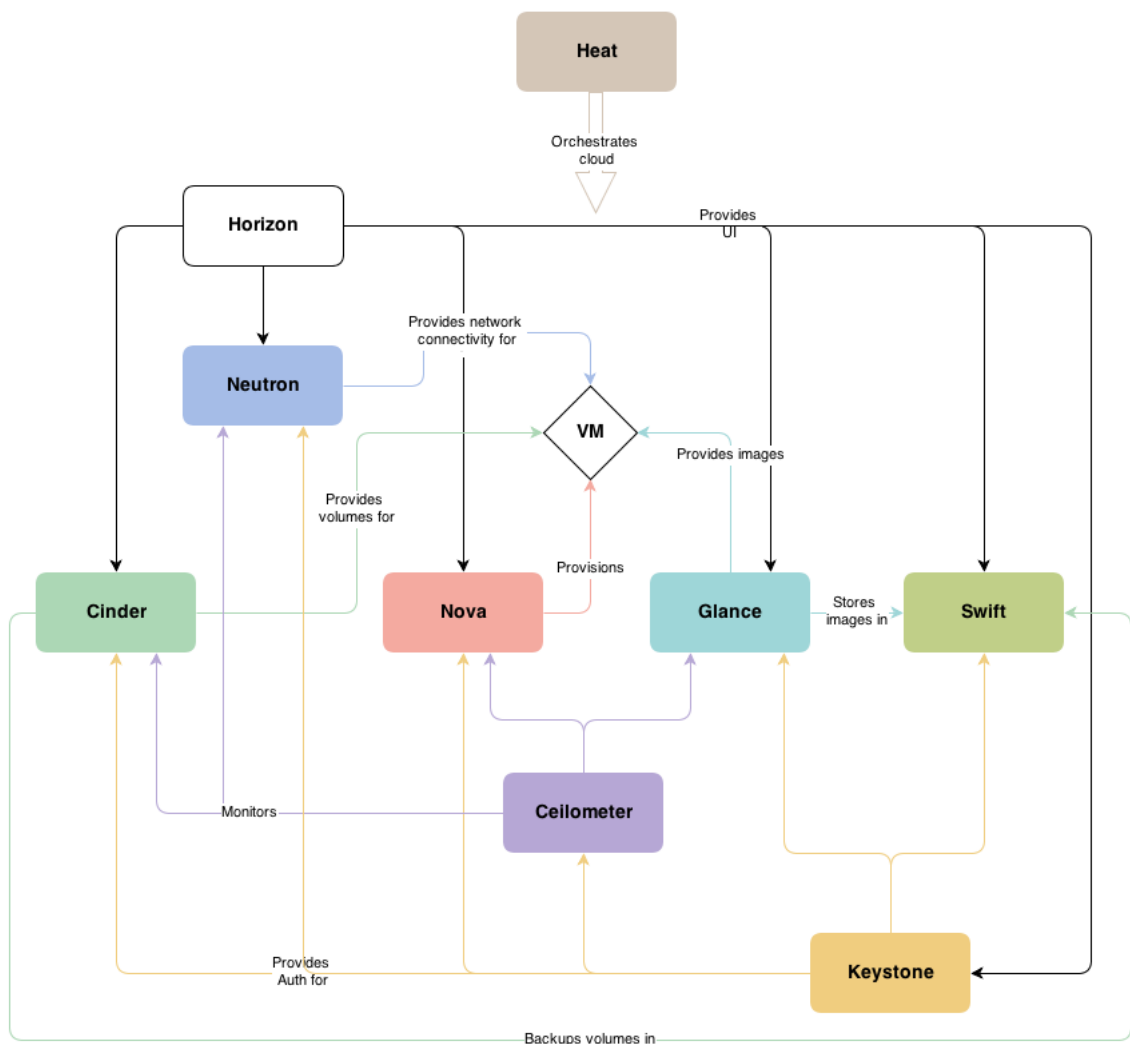 Heat
Orchestrates
cloud
Horizon
Provides
UI
Provides network
connectivity for
Neutron
VM
Provides images
Provides
volumes for
Provisions
Cinder
Nova
Glance
Stores
images in
Swift
Monitors
Ceilometer
Provides
Auth for
Keystone
Backups volumes in